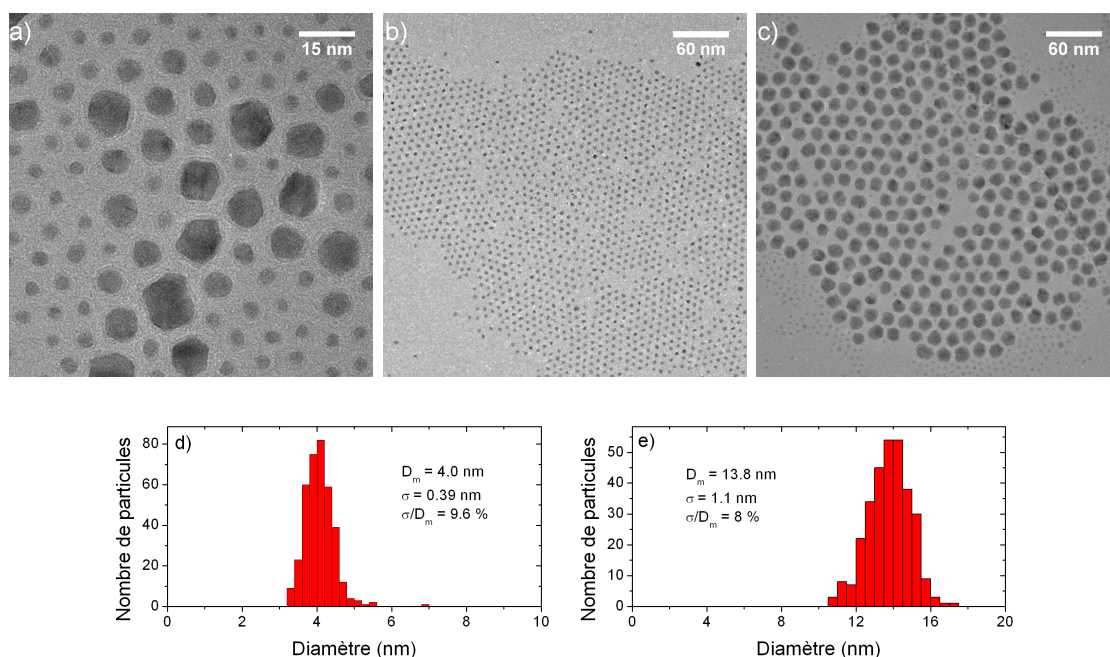 a)
15 nm
b)
60 nm
c)
60 nm
d)
D_m = 4.0 nm
σ = 0.39 nm
σ/D_m = 9.6 %
Nombre de particules
80
60
40
20
0
0 2 4 6 8 10
Diamètre (nm)
e)
D_m = 13.8 nm
σ = 1.1 nm
σ/D_m = 8 %
Nombre de particules
50
40
30
20
10
0
0 4 8 12 16 20
Diamètre (nm)